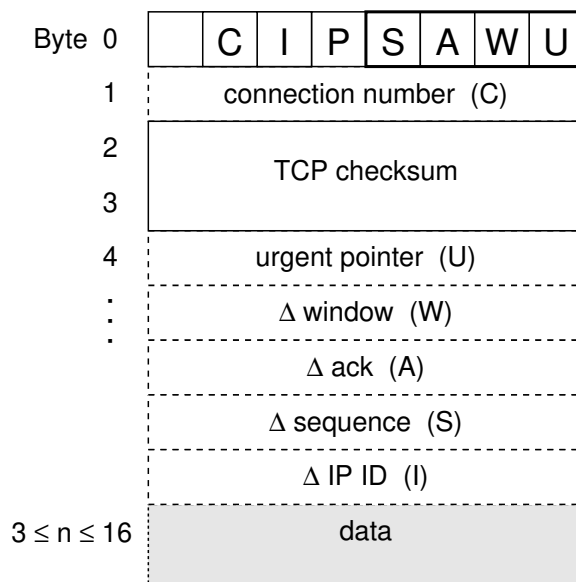 Byte 0 C I P S A W U
1 connection number (C)
2
TCP checksum
3
4 urgent pointer (U)
. Δ window (W)
.
. Δ ack (A)
Δ sequence (S)
Δ IP ID (I)
3 ≤ n ≤ 16 data